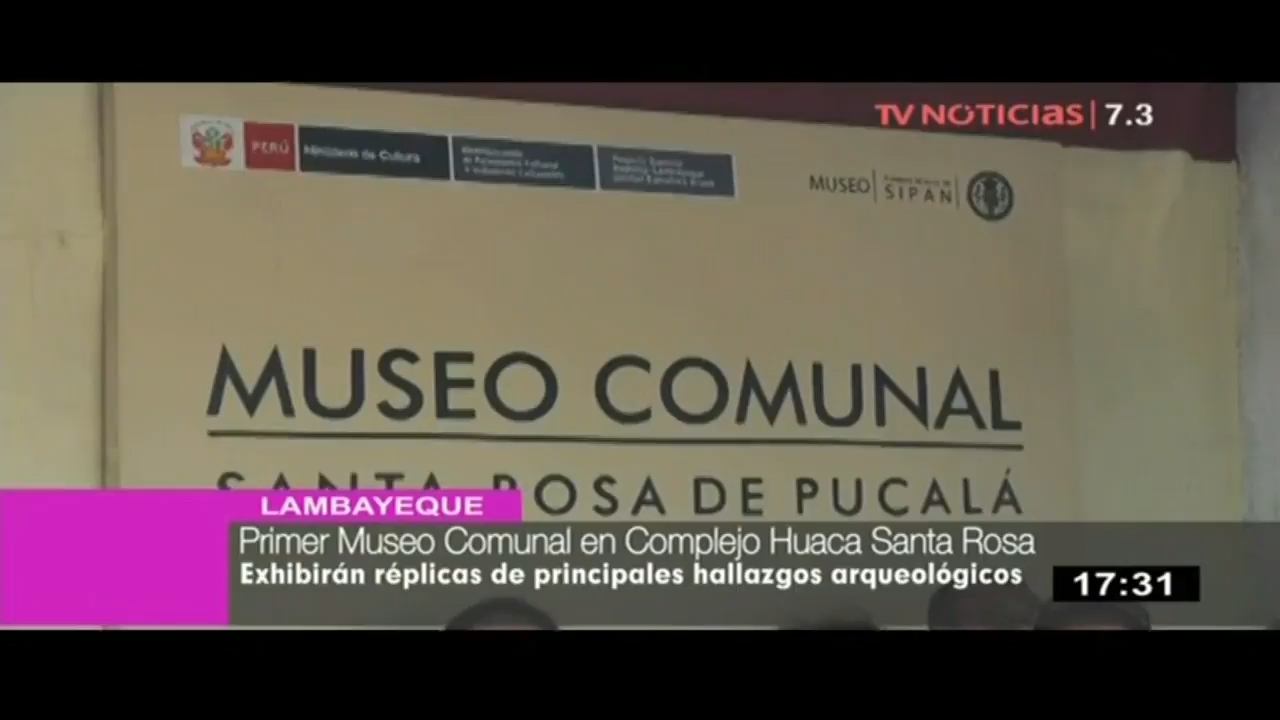 TV NOTICIAS | 7.3
PERÚ Ministerio de Cultura
MUSEO SIPÁN
MUSEO COMUNAL
SANTA ROSA DE PUCALÁ
LAMBAYEQUE
Primer Museo Comunal en Complejo Huaca Santa Rosa
Exhibirán réplicas de principales hallazgos arqueológicos
17:31